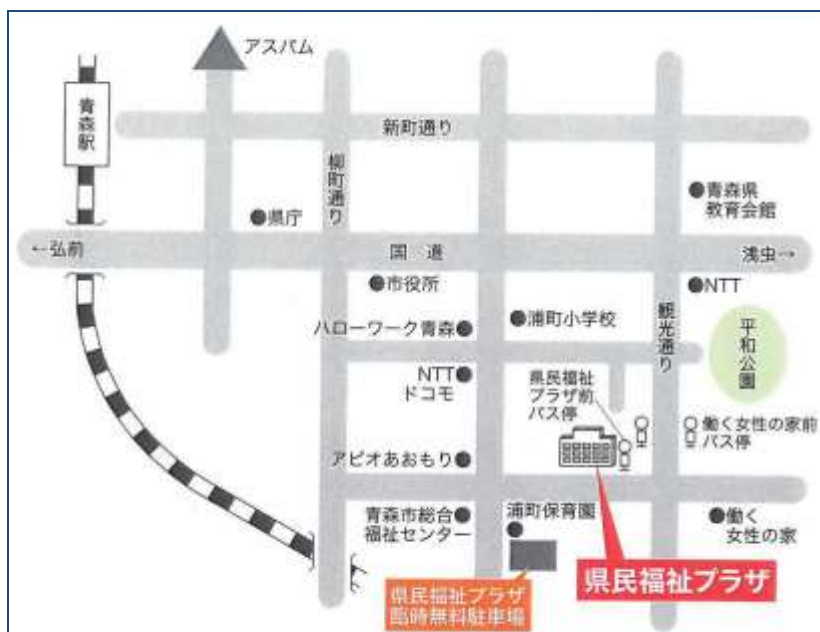 アスパム
青森駅
新町通り
柳町通り
●県庁
●青森県
教育会館
←弘前
国道
浅虫→
●市役所
●NTT
観光通り
平和公園
ハローワーク青森●
●浦町小学校
NTT●
ドコモ
県民福祉
プラザ前
バス停
働く女性の家前
バス停
アピオあおもり●
青森市総合●
福祉センター
浦町保育園
●働く
女性の家
県民福祉プラザ
県民福祉プラザ
臨時無料駐車場